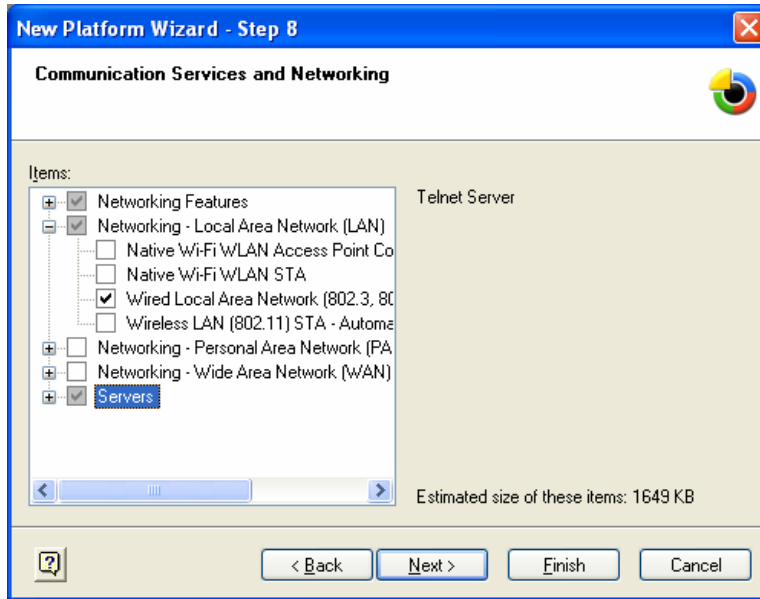 New Platform Wizard - Step 8
Communication Services and Networking
Items:
Networking Features
Networking - Local Area Network (LAN)
Native Wi-Fi WLAN Access Point Co
Native Wi-Fi WLAN STA
Wired Local Area Network (802.3, 80
Wireless LAN (802.11) STA - Automa
Networking - Personal Area Network (PA
Networking - Wide Area Network (WAN)
Servers
Telnet Server
Estimated size of these items: 1649 KB
< Back
Next >
Finish
Cancel